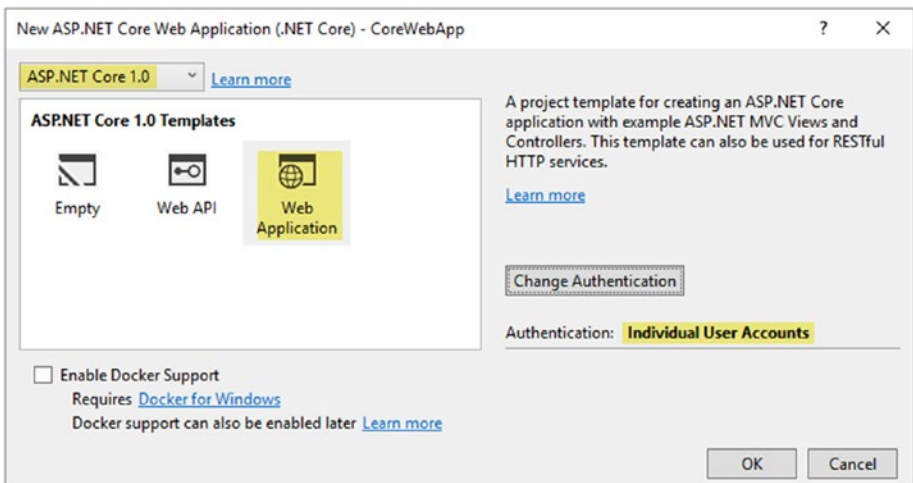 New ASP.NET Core Web Application (.NET Core) - CoreWebApp
ASP.NET Core 1.0 Learn more
ASP.NET Core 1.0 Templates
Empty
Web API
Web
Application
A project template for creating an ASP.NET Core
application with example ASP.NET MVC Views and
Controllers. This template can also be used for RESTful
HTTP services.
Learn more
Change Authentication
Authentication: Individual User Accounts
Enable Docker Support
Requires Docker for Windows
Docker support can also be enabled later Learn more
OK
Cancel